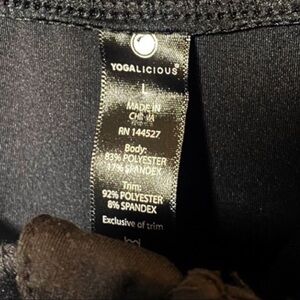 YOGALICIOUS®
L
MADE IN
CHINA
RN 144527
Body:
83% POLYESTER
17% SPANDEX
Trim:
92% POLYESTER
8% SPANDEX
Exclusive of trim